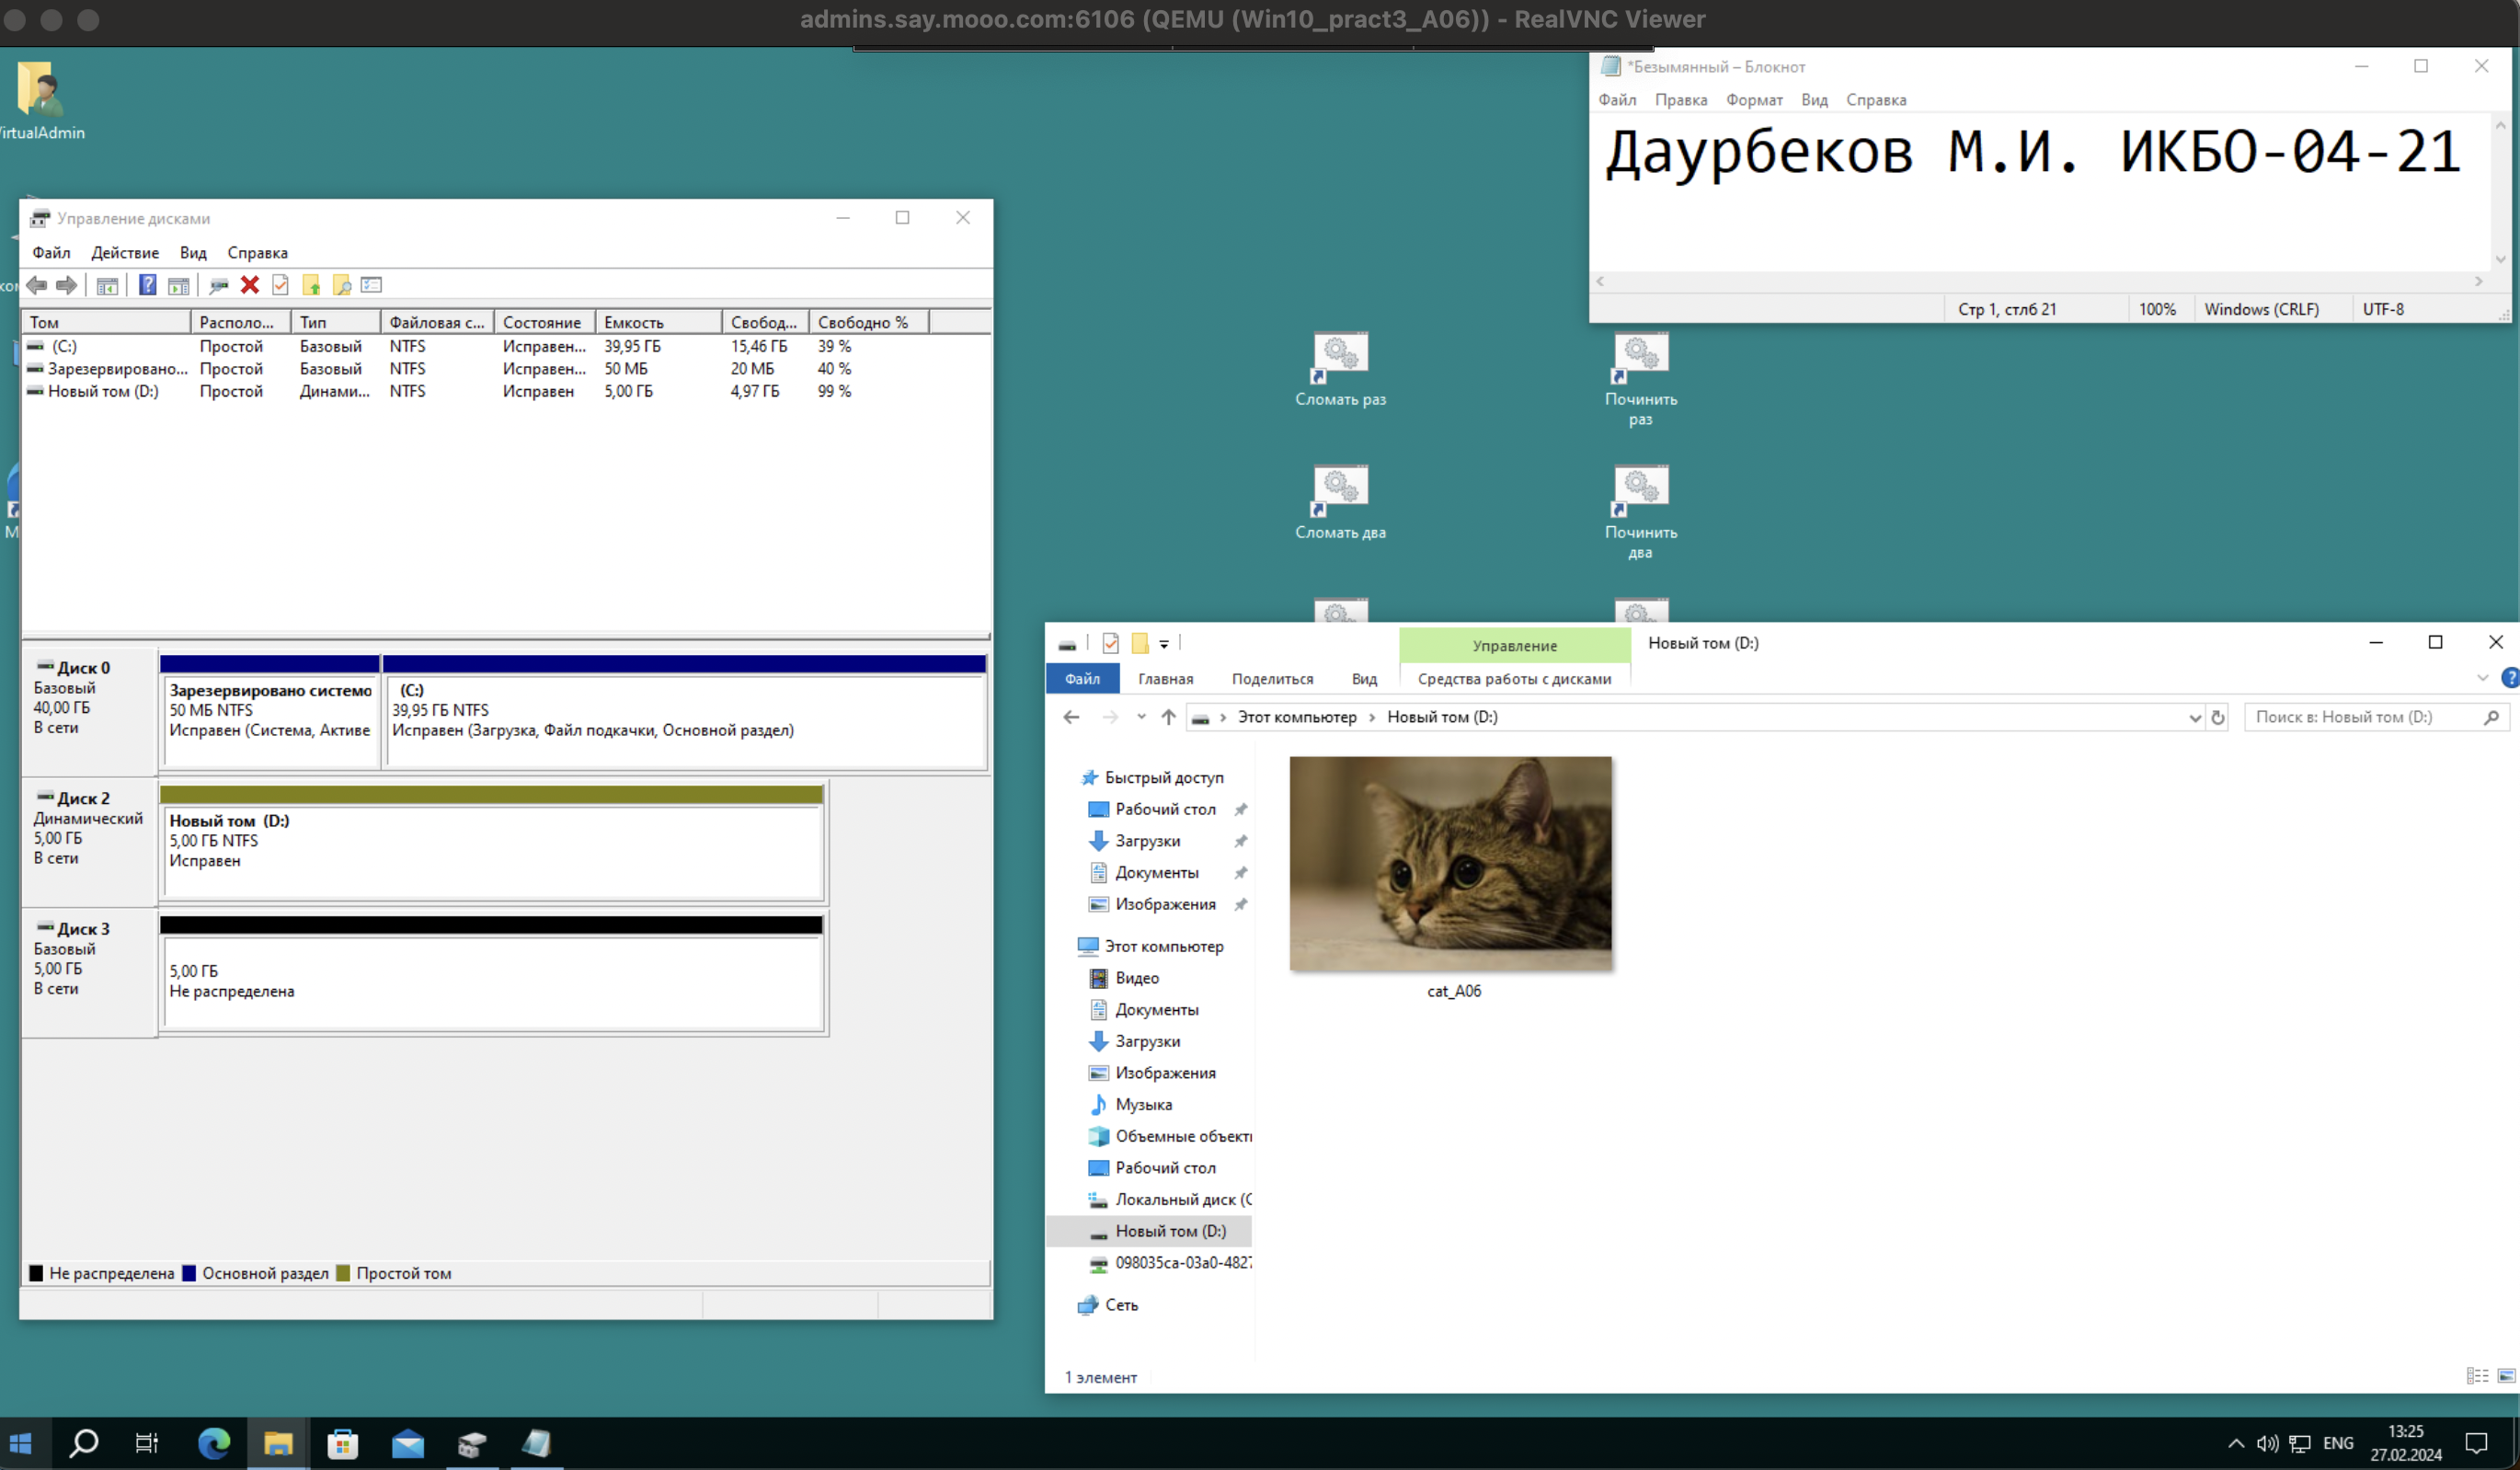 admins.say.mooo.com:6106 (QEMU (Win10_pract3_A06)) - RealVNC Viewer
irtualAdmin
*Безымянный – Блокнот
Файл Правка Формат Вид Справка
Даурбеков М.И. ИКБО-04-21
Стр 1, стлб 21 100% Windows (CRLF) UTF-8
Управление дисками
Файл Действие Вид Справка
Том Располо... Тип Файловая с... Состояние Емкость Свобод... Свободно %
(C:) Простой Базовый NTFS Исправен... 39,95 ГБ 15,46 ГБ 39 %
Зарезервировано... Простой Базовый NTFS Исправен... 50 МБ 20 МБ 40 %
Новый том (D:) Простой Динами... NTFS Исправен 5,00 ГБ 4,97 ГБ 99 %
Диск 0
Базовый
40,00 ГБ
В сети
Зарезервировано системо
50 МБ NTFS
Исправен (Система, Активе
(C:)
39,95 ГБ NTFS
Исправен (Загрузка, Файл подкачки, Основной раздел)
Диск 2
Динамический
5,00 ГБ
В сети
Новый том (D:)
5,00 ГБ NTFS
Исправен
Диск 3
Базовый
5,00 ГБ
В сети
5,00 ГБ
Не распределена
Не распределена Основной раздел Простой том
Сломать раз
Починить
раз
Сломать два
Починить
два
Управление Новый том (D:)
Файл Главная Поделиться Вид Средства работы с дисками
Этот компьютер Новый том (D:) Поиск в: Новый том (D:)
Быстрый доступ
Рабочий стол
Загрузки
Документы
Изображения
Этот компьютер
Видео
Документы
Загрузки
Изображения
Музыка
Объемные объект
Рабочий стол
Локальный диск (C
Новый том (D:)
098035ca-03a0-4827
Сеть
cat_A06
1 элемент
ENG
13:25
27.02.2024